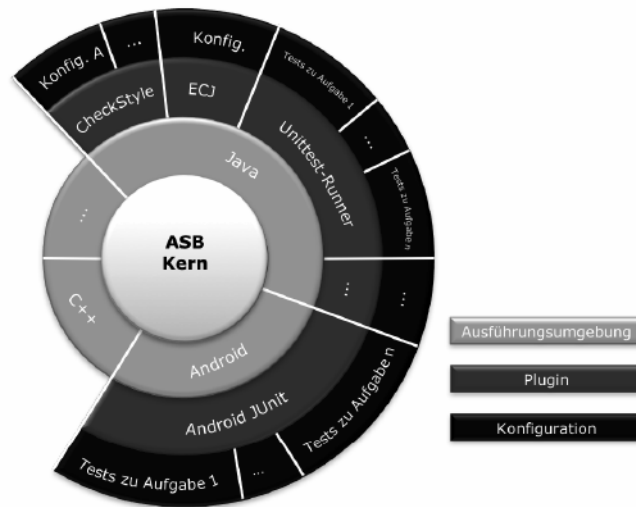 Konfig. A
...
Konfig.
CheckStyle
ECJ
Tests zu Aufgabe 1
...
Tests zu Aufgabe n
Unittest-Runner
Java
...
ASB
Kern
C++
...
...
Android
Android JUnit
Tests zu Aufgabe 1
...
Tests zu Aufgabe n
Ausführungsumgebung
Plugin
Konfiguration